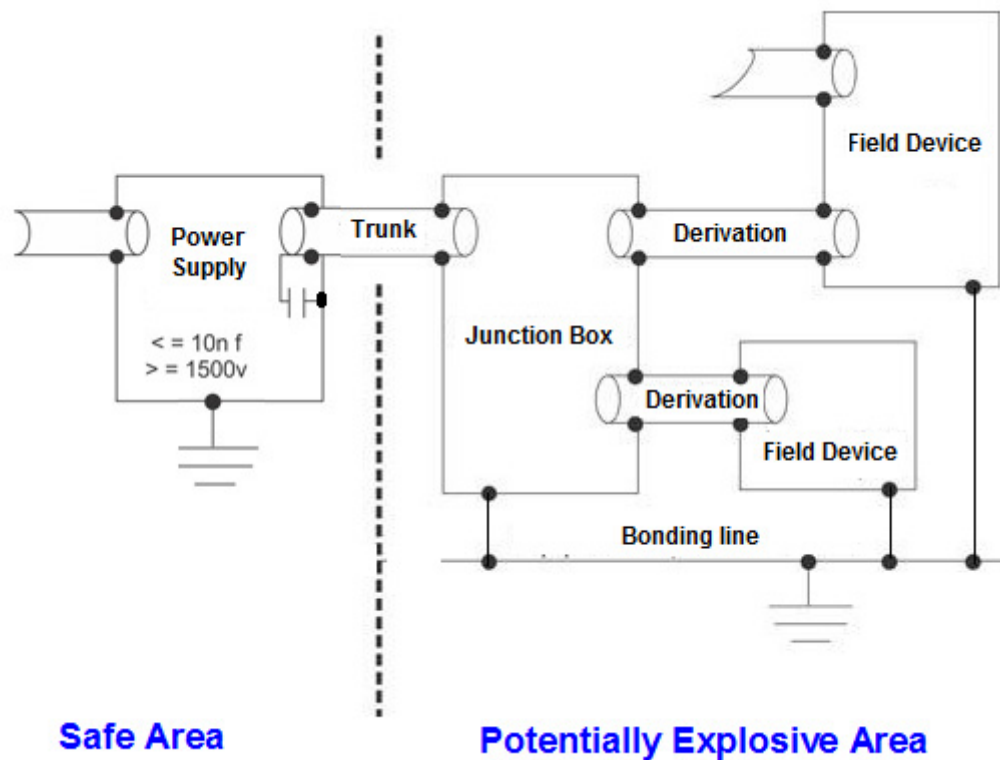 Field Device
Trunk
Derivation
Power
Supply
Junction Box
< = 10n f
> = 1500v
Derivation
Field Device
Bonding line
Safe Area
Potentially Explosive Area